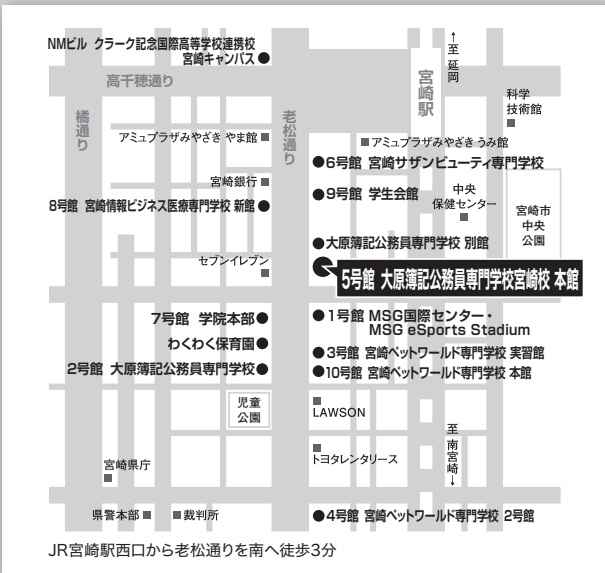 NMビル クラーク記念国際高等学校連携校
宮崎キャンパス
↑至 延岡
高千穂通り
宮崎駅
科学
技術館
橘通り
老松通り
アミュプラザみやざき やま館
アミュプラザみやざき うみ館
6号館 宮崎サザンビューティ専門学校
宮崎銀行
9号館 学生会館
中央
保健センター
8号館 宮崎情報ビジネス医療専門学校 新館
宮崎市
中央
公園
大原簿記公務員専門学校 別館
セブンイレブン
5号館 大原簿記公務員専門学校宮崎校 本館
7号館 学院本部
1号館 MSG国際センター・
MSG eSports Stadium
わくわく保育園
3号館 宮崎ペットワールド専門学校 実習館
2号館 大原簿記公務員専門学校
10号館 宮崎ペットワールド専門学校 本館
児童
公園
LAWSON
至 南宮崎↓
トヨタレンタリース
宮崎県庁
県警本部
裁判所
4号館 宮崎ペットワールド専門学校 2号館
JR宮崎駅西口から老松通りを南へ徒歩3分